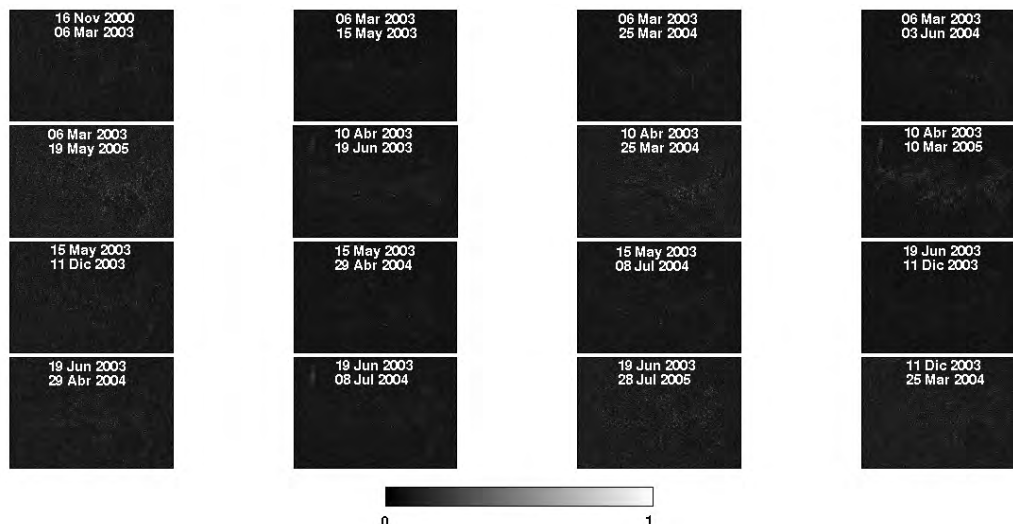 16 Nov 2000
06 Mar 2003
06 Mar 2003
15 May 2003
06 Mar 2003
25 Mar 2004
06 Mar 2003
03 Jun 2004
06 Mar 2003
19 May 2005
10 Abr 2003
19 Jun 2003
10 Abr 2003
25 Mar 2004
10 Abr 2003
10 Mar 2005
15 May 2003
11 Dic 2003
15 May 2003
29 Abr 2004
15 May 2003
08 Jul 2004
19 Jun 2003
11 Dic 2003
19 Jun 2003
29 Abr 2004
19 Jun 2003
08 Jul 2004
19 Jun 2003
28 Jul 2005
11 Dic 2003
25 Mar 2004
0 1